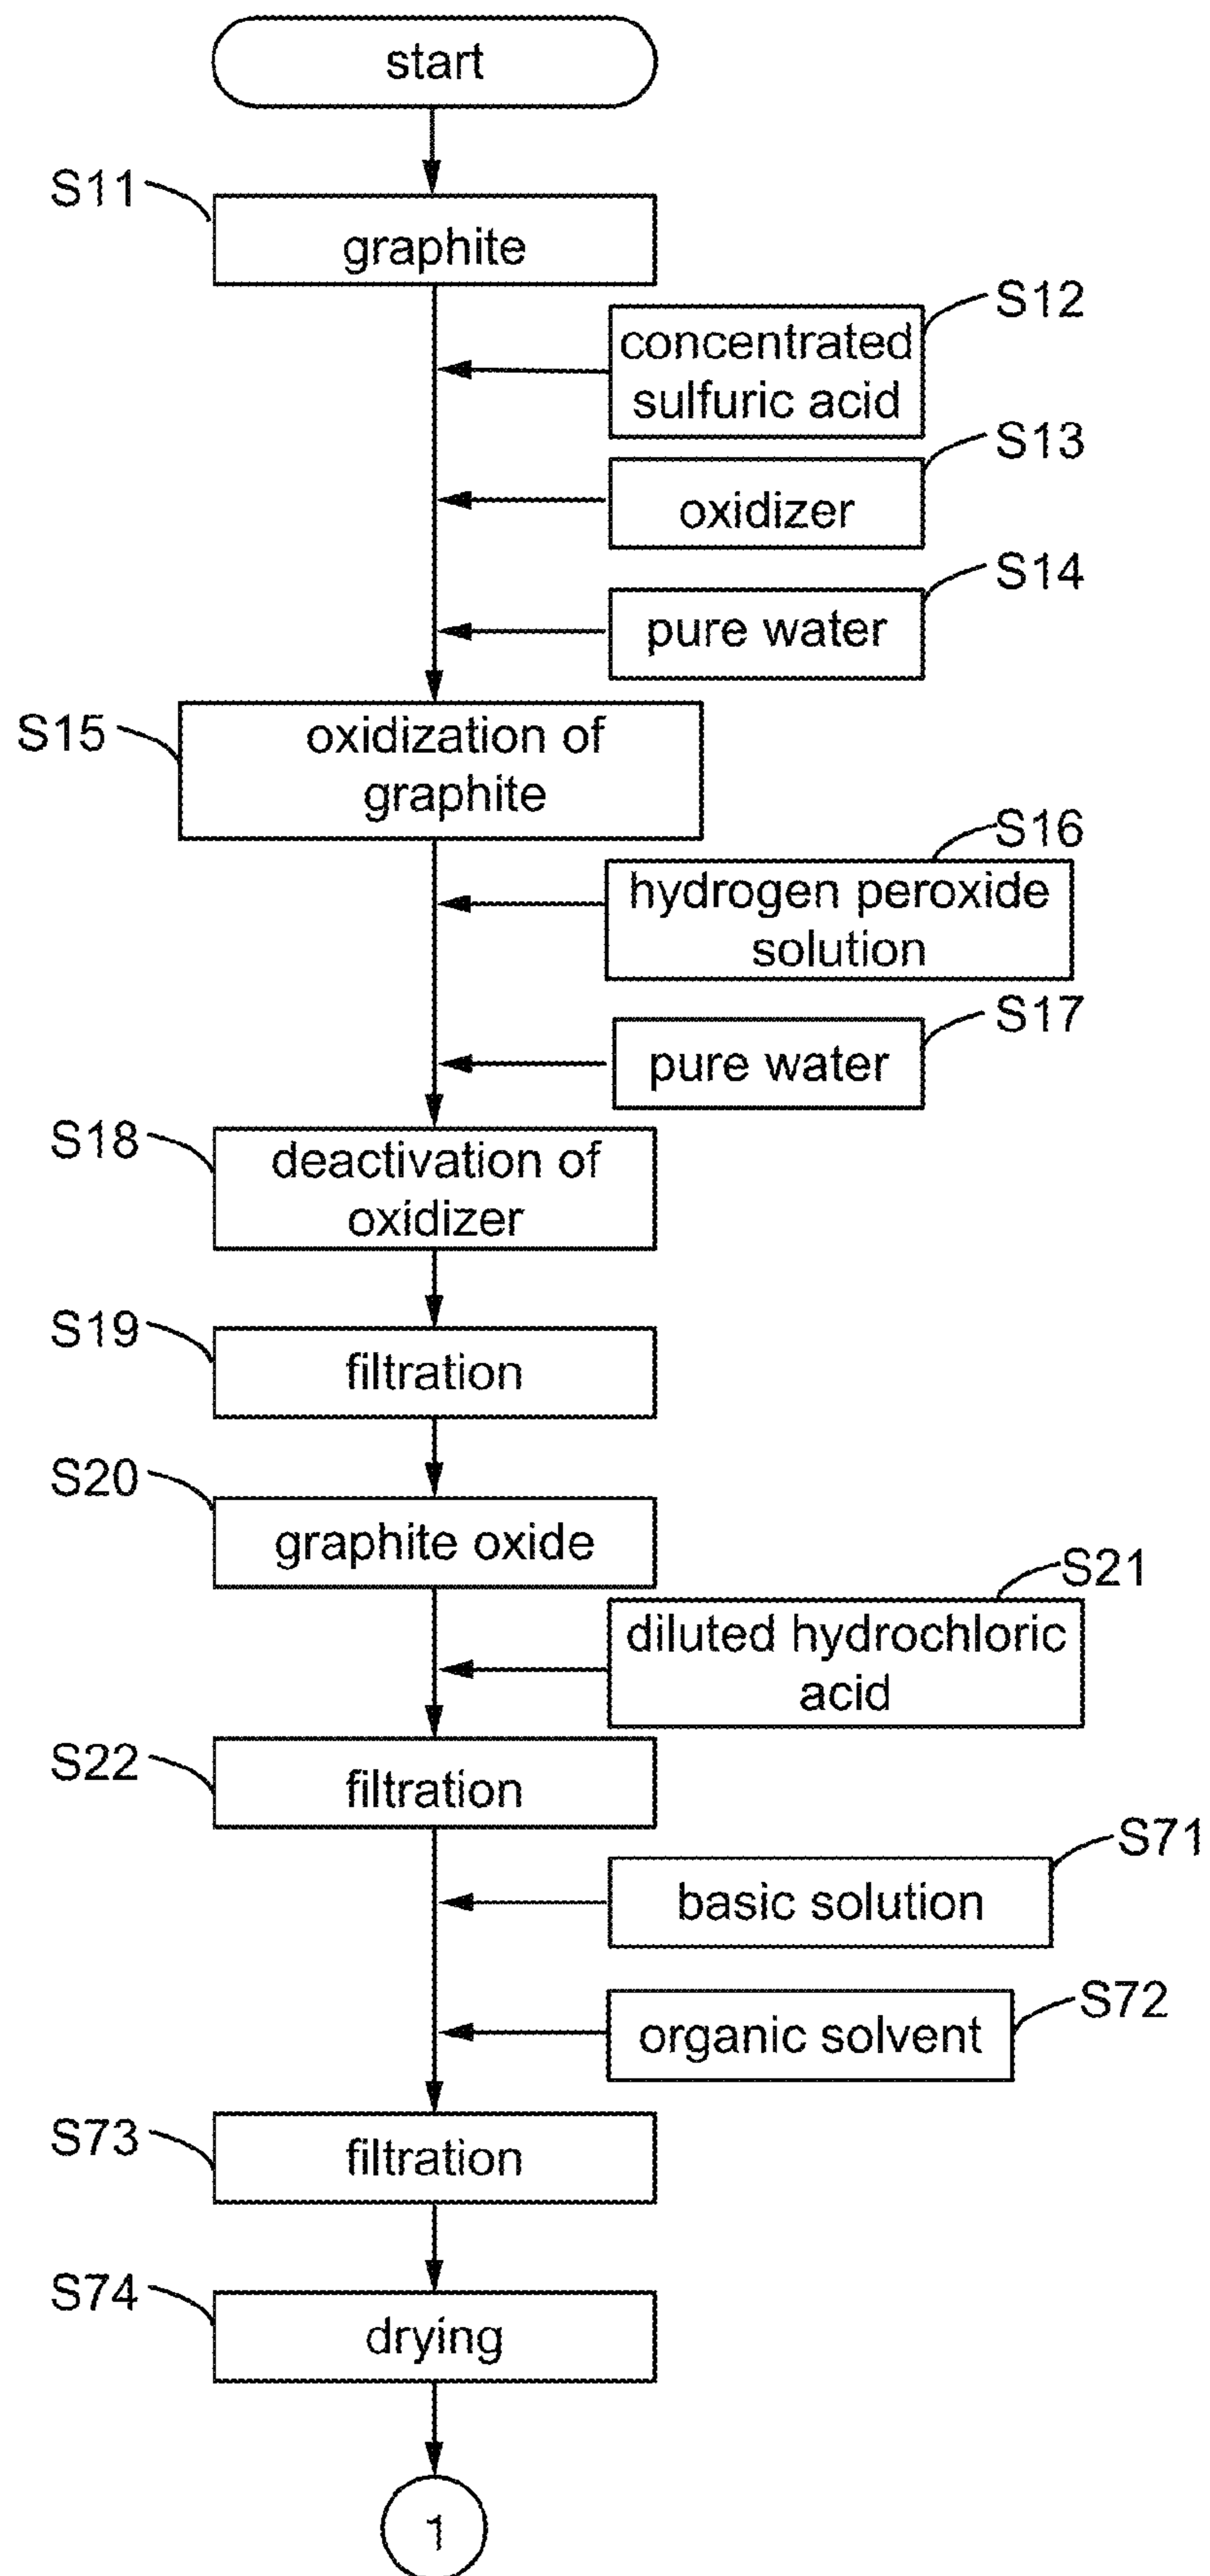 start
S11
graphite
S12
concentrated
sulfuric acid
S13
oxidizer
S14
pure water
S15
oxidization of
graphite
S16
hydrogen peroxide
solution
S17
pure water
S18
deactivation of
oxidizer
S19
filtration
S20
graphite oxide
S21
diluted hydrochloric
acid
S22
filtration
S71
basic solution
S72
organic solvent
S73
filtration
S74
drying
1